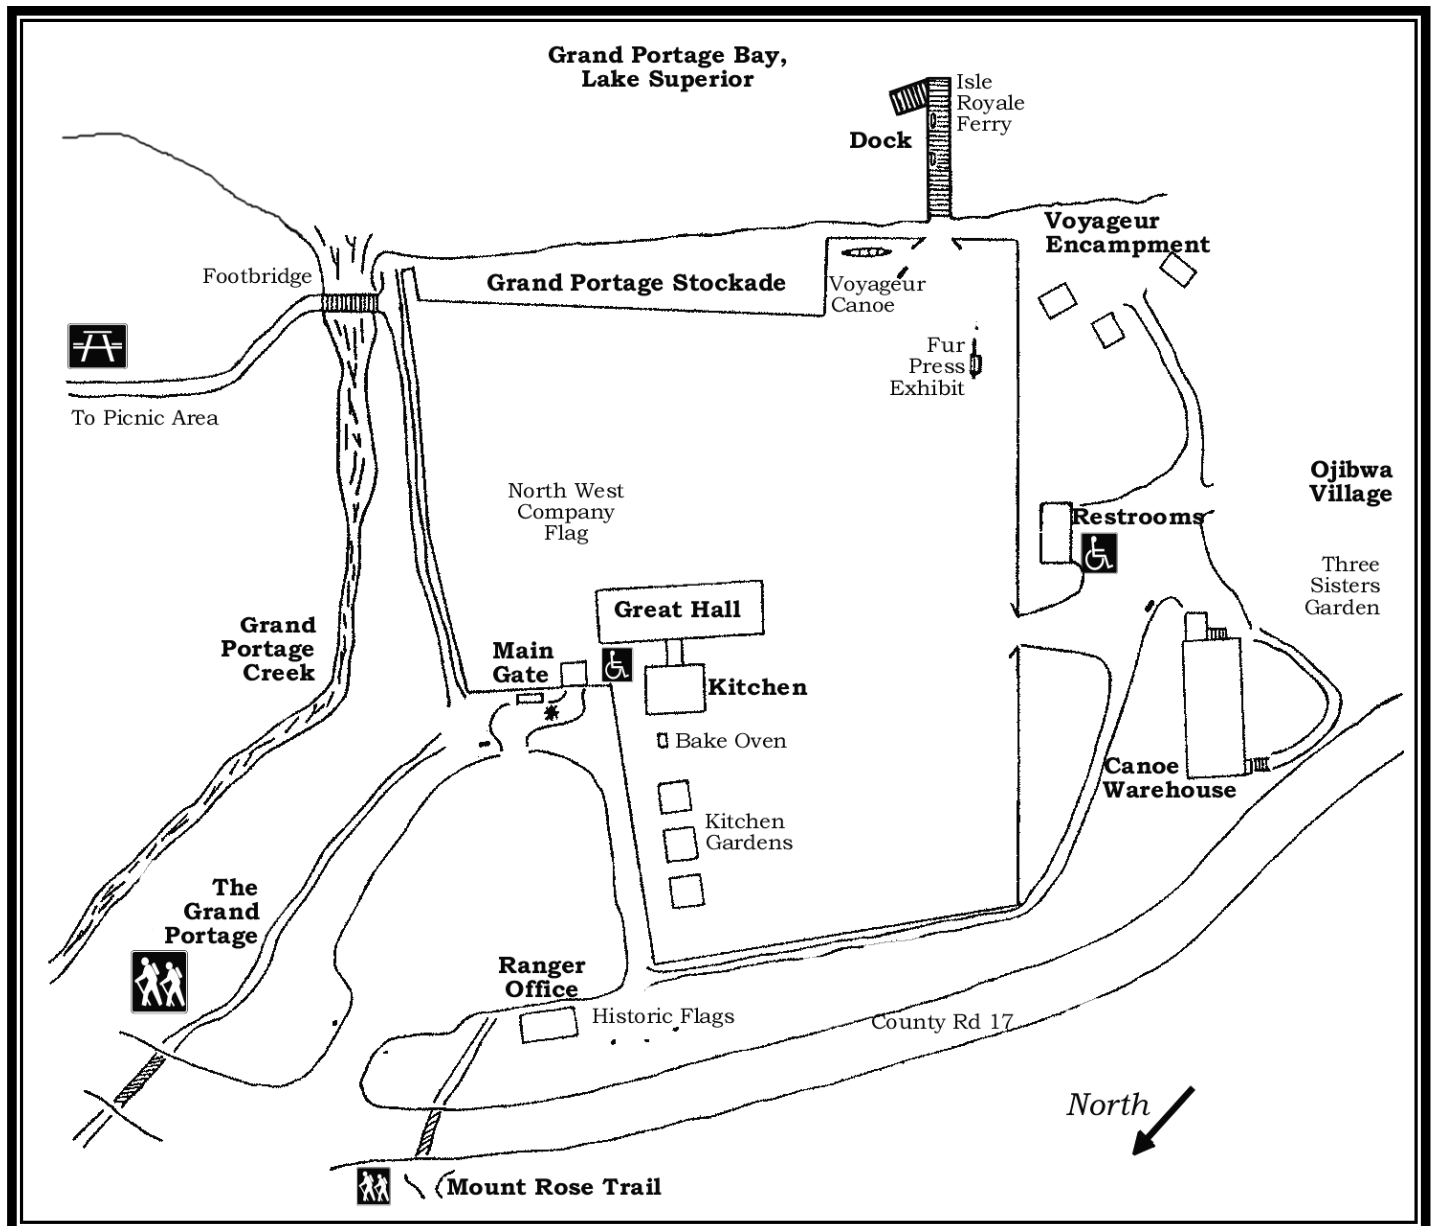 Grand Portage Bay,
Lake Superior
Isle
Royale
Ferry
Dock
Voyageur
Encampment
Footbridge
Grand Portage Stockade
Voyageur
Canoe
Fur
Press
Exhibit
To Picnic Area
North West
Company
Flag
Ojibwa
Village
Restrooms
Three
Sisters
Garden
Great Hall
Grand
Portage
Creek
Main
Gate
Kitchen
Bake Oven
Canoe
Warehouse
Kitchen
Gardens
The
Grand
Portage
Ranger
Office
Historic Flags
County Rd 17
North
Mount Rose Trail